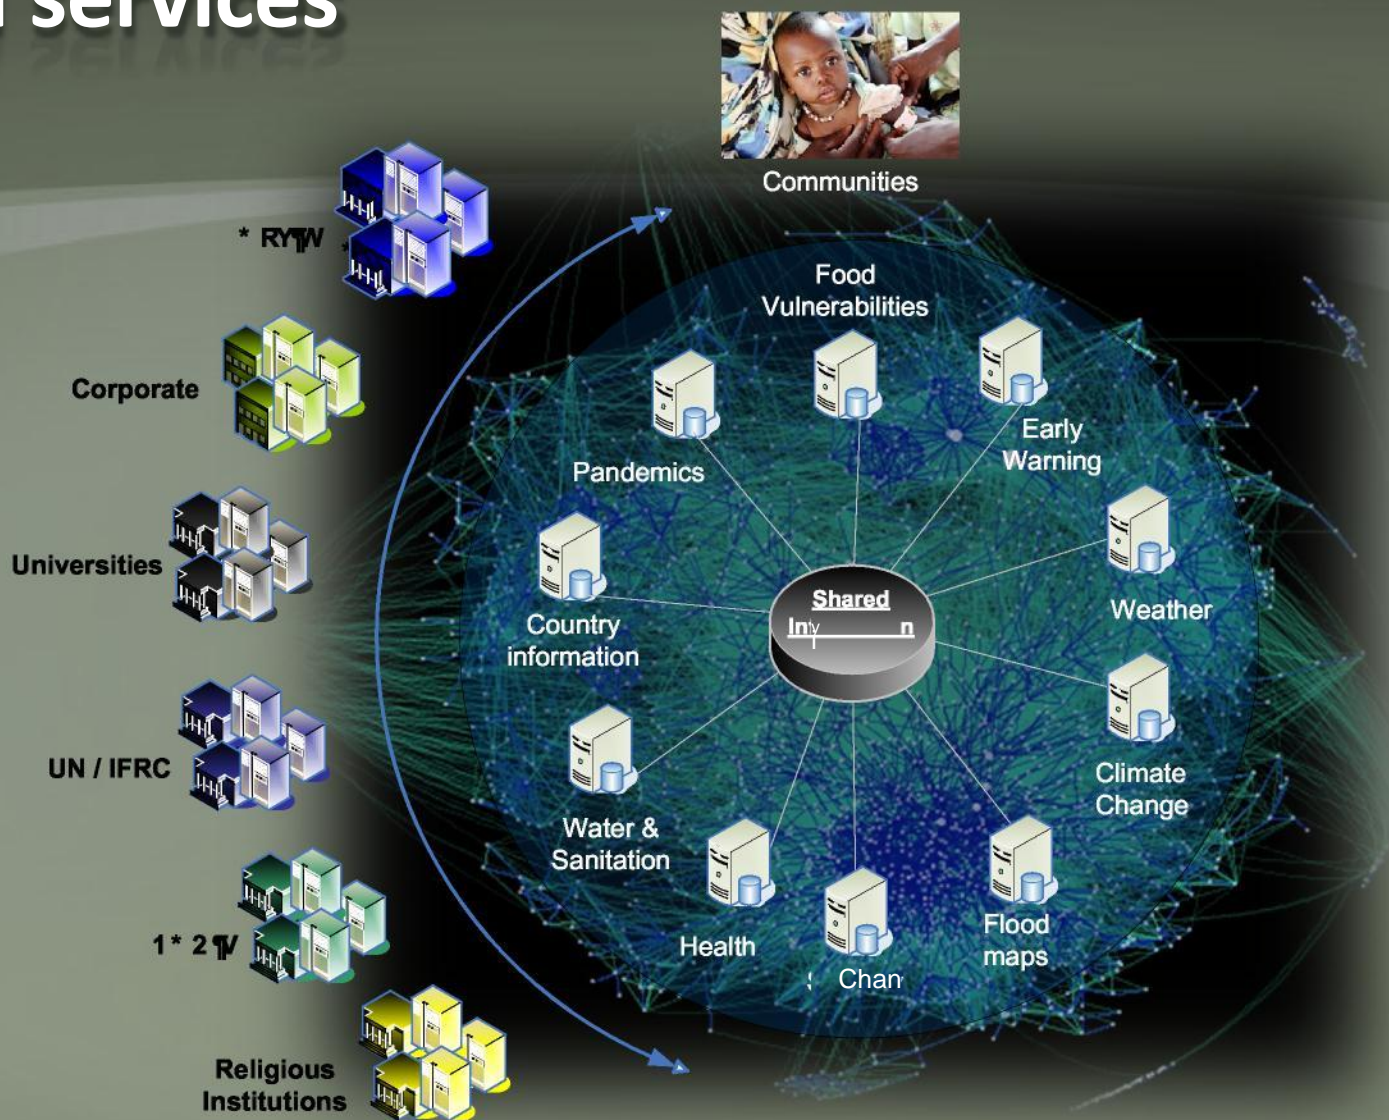 services
Communities
* RY¶W
Corporate
Food
Vulnerabilities
Early
Warning
Pandemics
Universities
Country
information
Shared
Weather
UN / IFRC
Climate
Change
Water &
Sanitation
1* 2¶V
Health
Chan
Flood
maps
Religious
Institutions